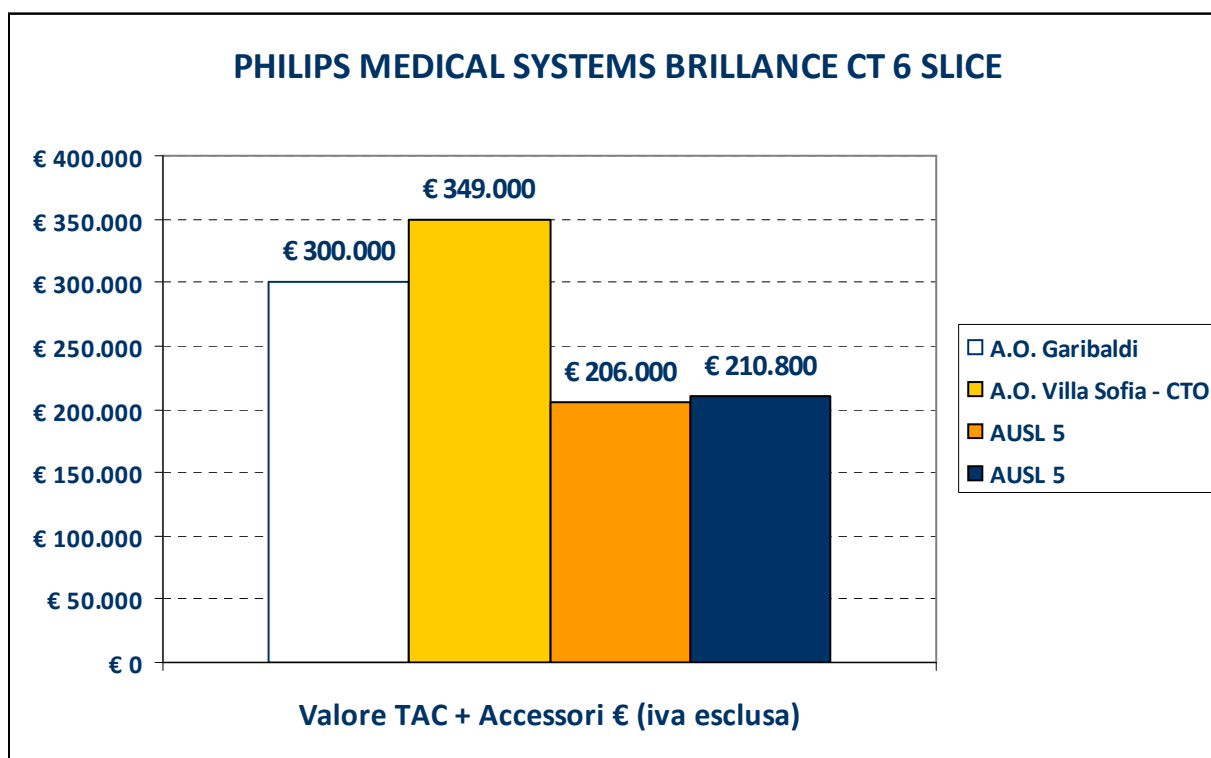 PHILIPS MEDICAL SYSTEMS BRILLANCE CT 6 SLICE
€ 400.000
€ 350.000
€ 300.000
€ 250.000
€ 200.000
€ 150.000
€ 100.000
€ 50.000
€ 0
€ 300.000
€ 349.000
€ 206.000
€ 210.800
A.O. Garibaldi
A.O. Villa Sofia - CTO
AUSL 5
AUSL 5
Valore TAC + Accessori € (iva esclusa)